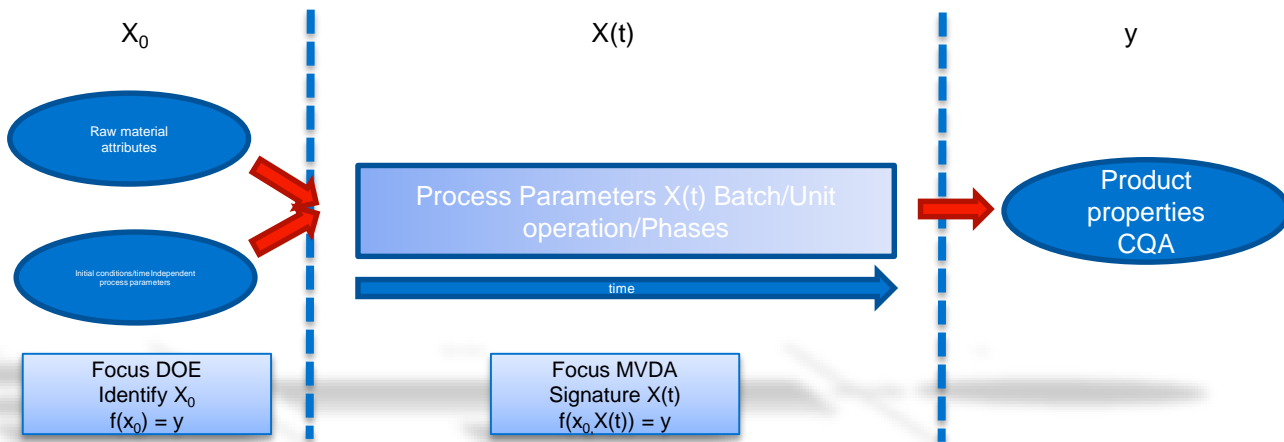 X₀
X(t)
y
Raw material
attributes
Process Parameters X(t) Batch/Unit
operation/Phases
Product
properties
CQA
Initial conditions/time Independent
process parameters
time
Focus DOE
Identify X₀
f(x₀) = y
Focus MVDA
Signature X(t)
f(x₀,X(t)) = y